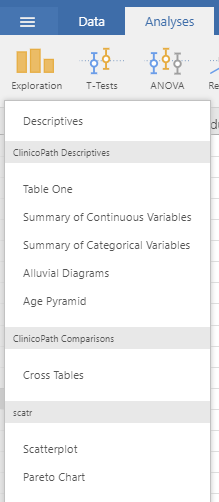 Data
Analyses
Exploration
T-Tests
ANOVA
Descriptives
ClinicoPath Descriptives
Table One
Summary of Continuous Variables
Summary of Categorical Variables
Alluvial Diagrams
Age Pyramid
ClinicoPath Comparisons
Cross Tables
scatr
Scatterplot
Pareto Chart